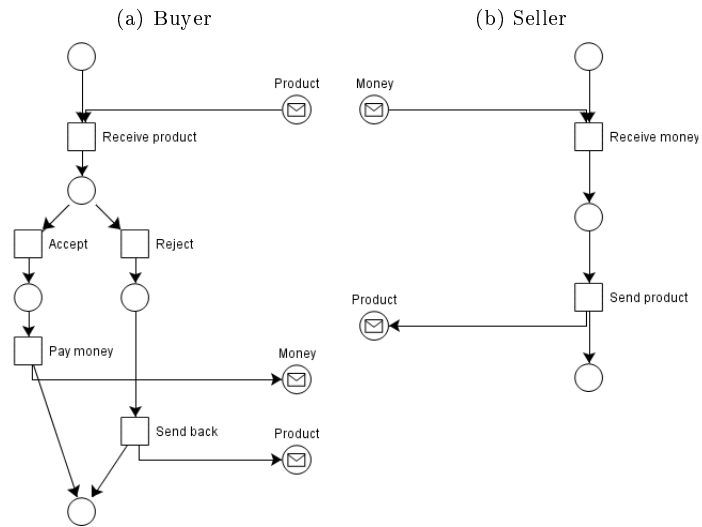 (a) Buyer
(b) Seller
Product
Money
Receive product
Receive money
Accept
Reject
Product
Send product
Pay money
Money
Send back
Product